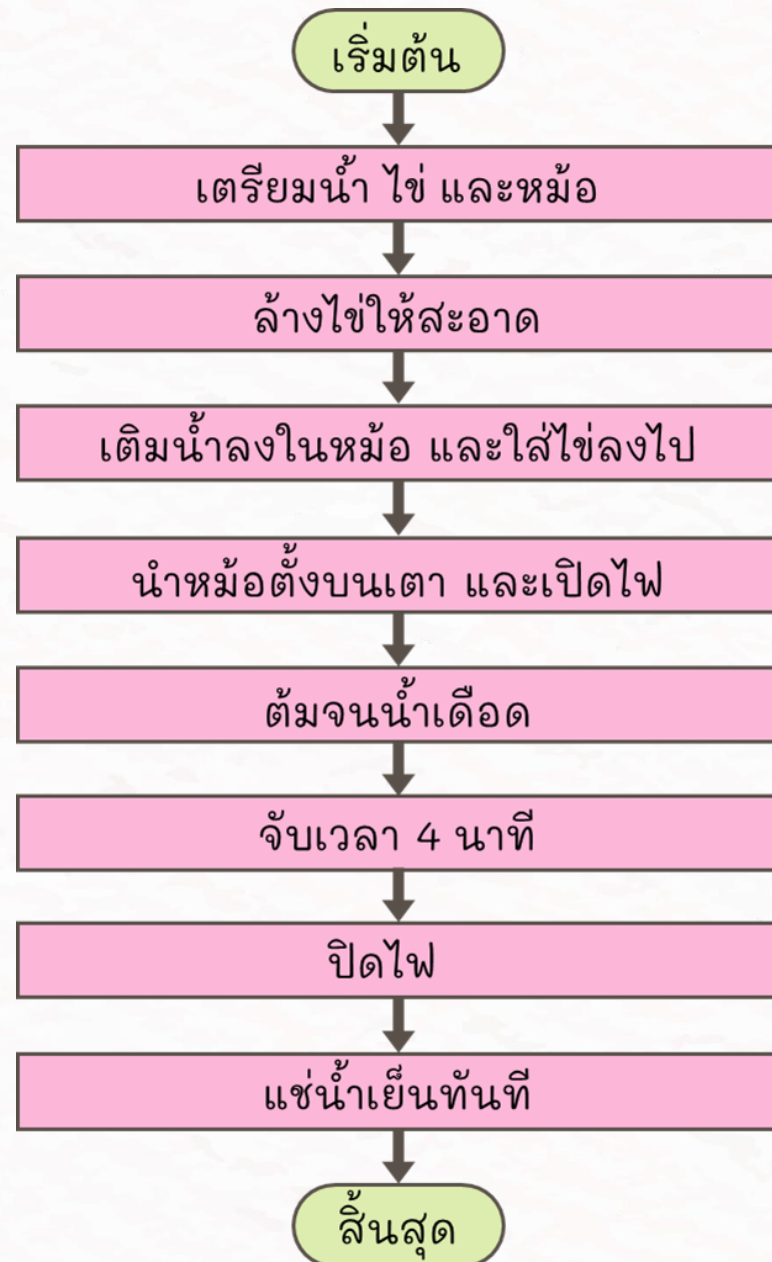 เริ่มต้น
เตรียมน้ำ ไข่ และหม้อ
ล้างไข่ให้สะอาด
เติมน้ำลงในหม้อ และใส่ไข่ลงไป
นำหม้อตั้งบนเตา และเปิดไฟ
ต้มจนน้ำเดือด
จับเวลา 4 นาที
ปิดไฟ
แช่น้ำเย็นทันที
สิ้นสุด